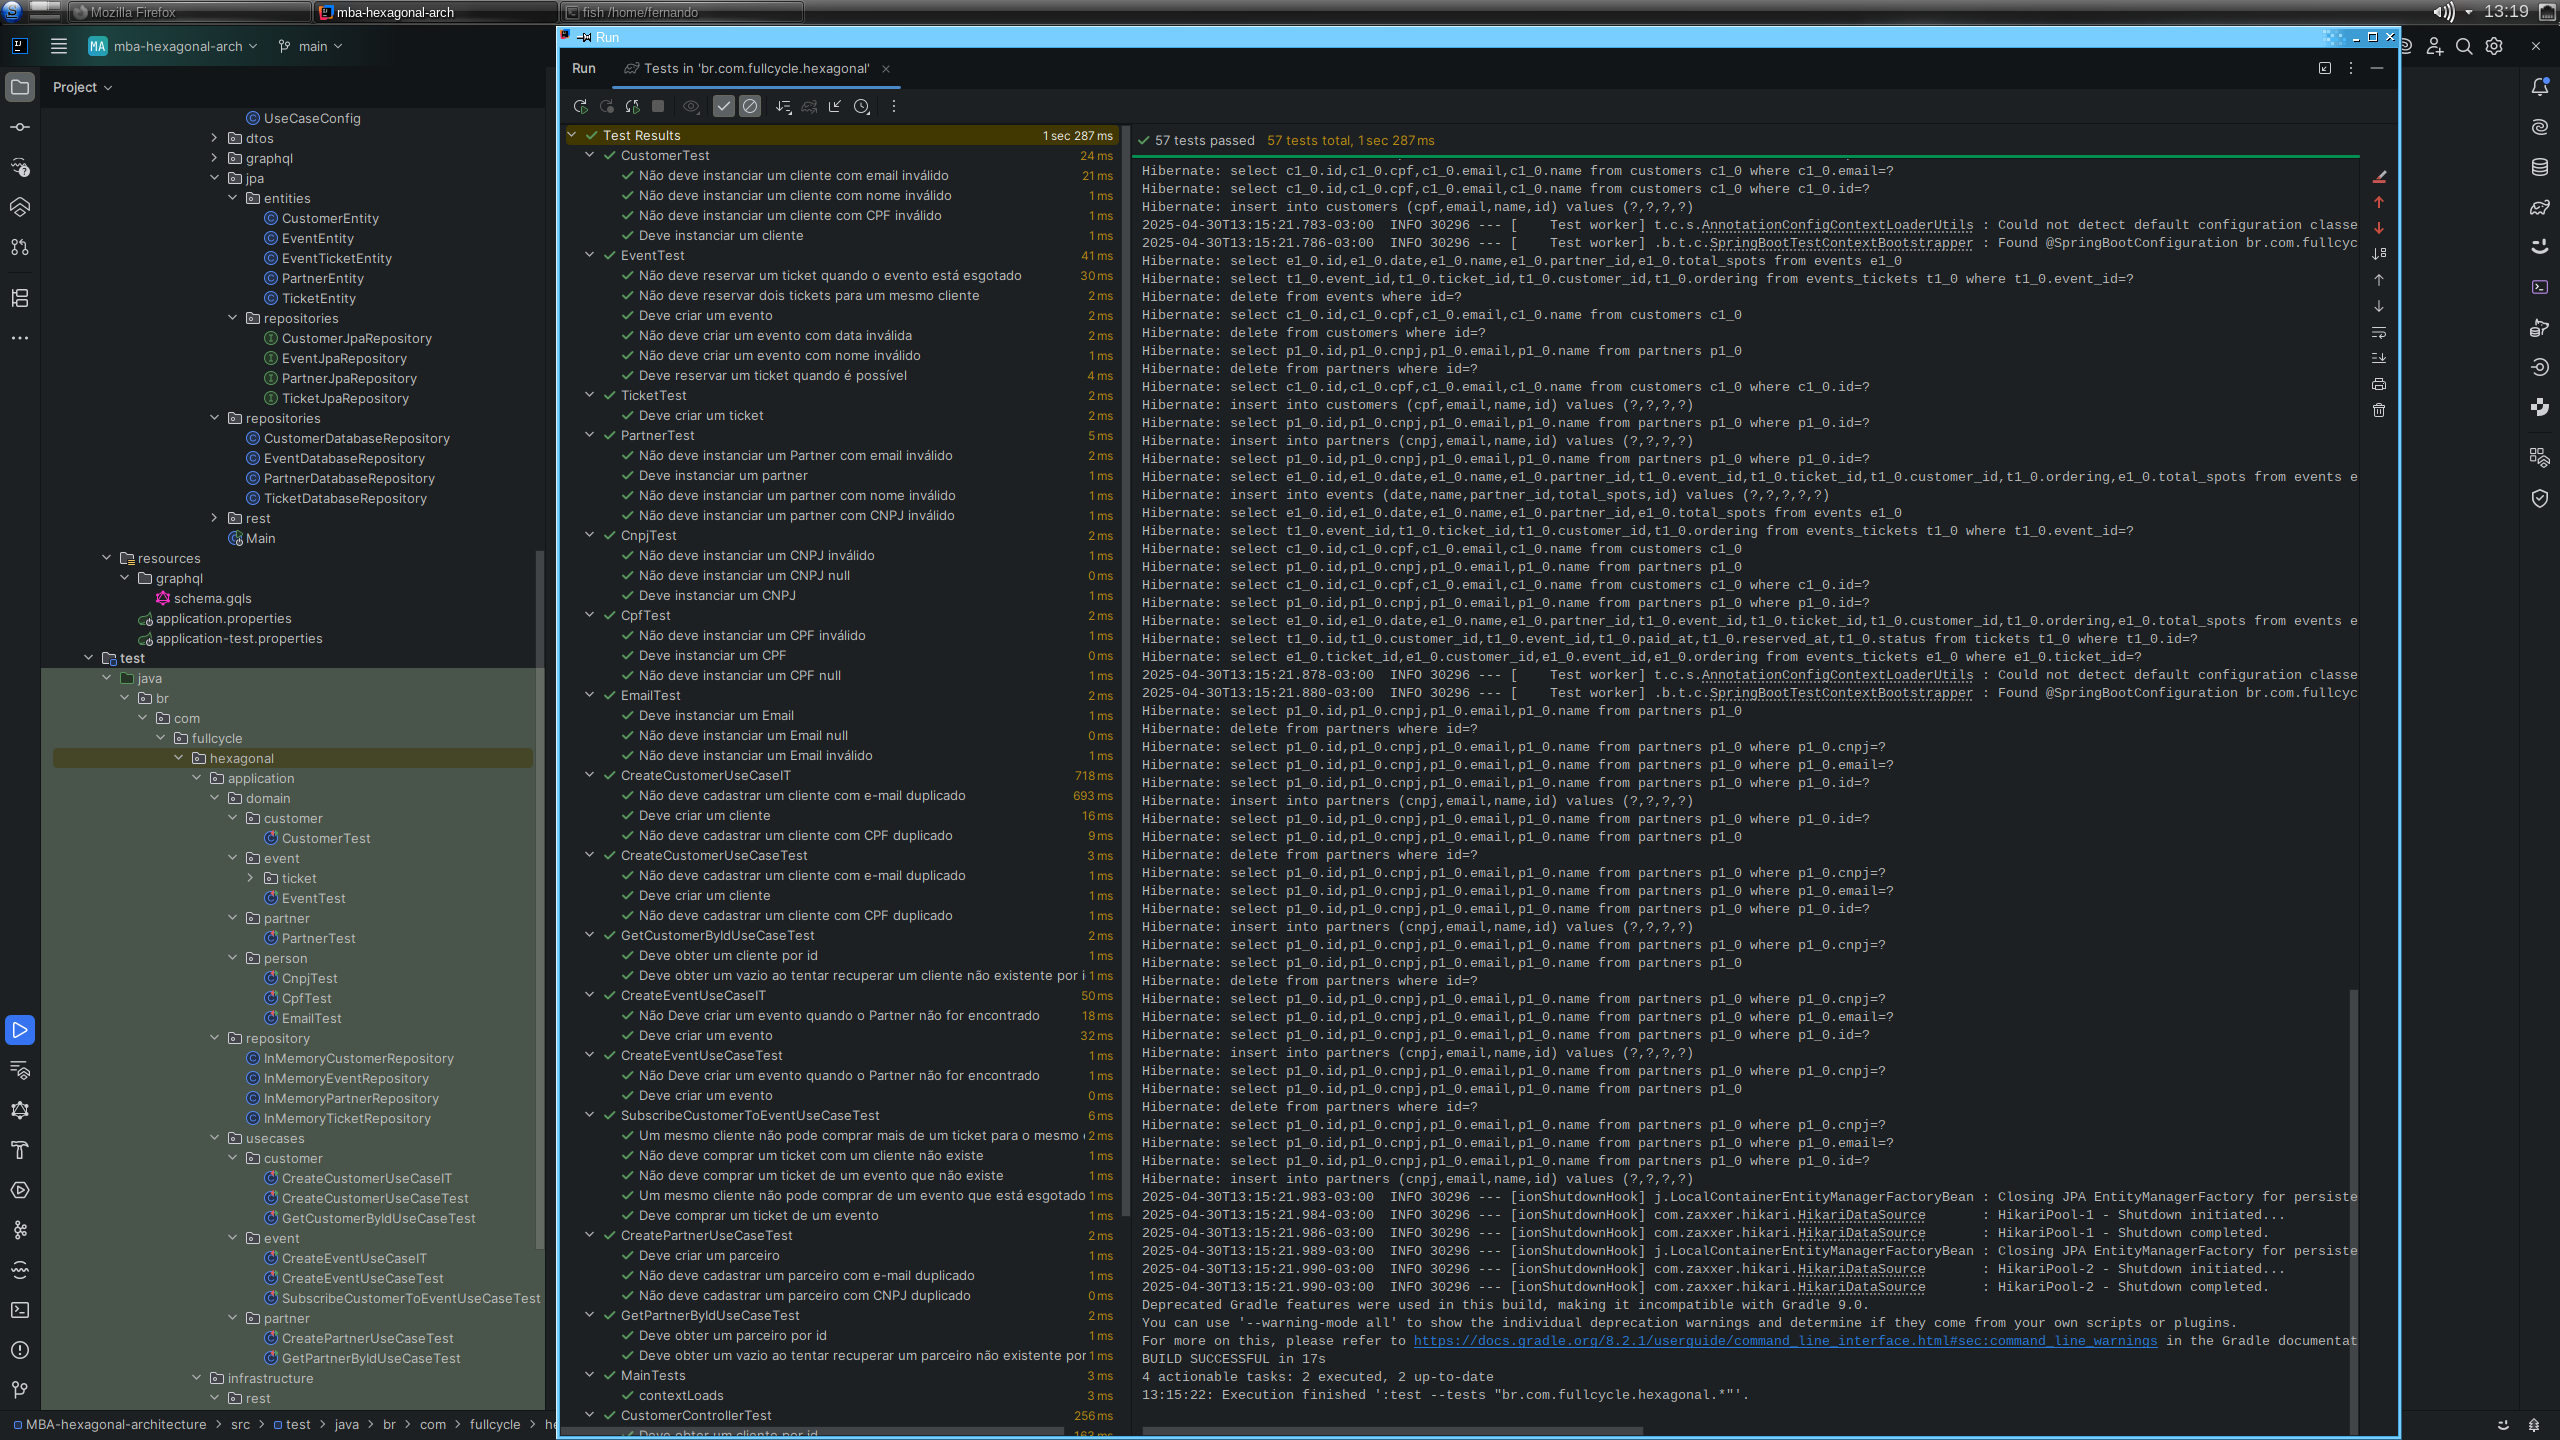 Mozilla Firefox
mba-hexagonal-arch
fish /home/fernando
13:19
MA mba-hexagonal-arch
main
Run
Project
UseCaseConfig
dtos
graphql
jpa
entities
CustomerEntity
EventEntity
EventTicketEntity
PartnerEntity
TicketEntity
repositories
CustomerJpaRepository
EventJpaRepository
PartnerJpaRepository
TicketJpaRepository
repositories
CustomerDatabaseRepository
EventDatabaseRepository
PartnerDatabaseRepository
TicketDatabaseRepository
rest
Main
resources
graphql
schema.gqls
application.properties
application-test.properties
test
java
br
com
fullcycle
hexagonal
application
domain
customer
CustomerTest
event
ticket
EventTest
partner
PartnerTest
person
CnpjTest
CpfTest
EmailTest
repository
InMemoryCustomerRepository
InMemoryEventRepository
InMemoryPartnerRepository
InMemoryTicketRepository
usecases
customer
CreateCustomerUseCaseIT
CreateCustomerUseCaseTest
GetCustomerByIdUseCaseTest
event
CreateEventUseCaseIT
CreateEventUseCaseTest
SubscribeCustomerToEventUseCaseTest
partner
CreatePartnerUseCaseTest
GetPartnerByIdUseCaseTest
infrastructure
rest
MBA-hexagonal-architecture > src > test > java > br > com > fullcycle > he
Run
Tests in 'br.com.fullcycle.hexagonal'
Test Results 1 sec 287 ms
CustomerTest 24 ms
Não deve instanciar um cliente com email inválido 21 ms
Não deve instanciar um cliente com nome inválido 1 ms
Não deve instanciar um cliente com CPF inválido 1 ms
Deve instanciar um cliente 1 ms
EventTest 41 ms
Não deve reservar um ticket quando o evento está esgotado 30 ms
Não deve reservar dois tickets para um mesmo cliente 2 ms
Deve criar um evento 2 ms
Não deve criar um evento com data inválida 2 ms
Não deve criar um evento com nome inválido 1 ms
Deve reservar um ticket quando é possível 4 ms
TicketTest 2 ms
Deve criar um ticket 2 ms
PartnerTest 5 ms
Não deve instanciar um Partner com email inválido 2 ms
Deve instanciar um partner 1 ms
Não deve instanciar um partner com nome inválido 1 ms
Não deve instanciar um partner com CNPJ inválido 1 ms
CnpjTest 2 ms
Não deve instanciar um CNPJ inválido 1 ms
Não deve instanciar um CNPJ null 0 ms
Deve instanciar um CNPJ 1 ms
CpfTest 2 ms
Não deve instanciar um CPF inválido 1 ms
Deve instanciar um CPF 0 ms
Não deve instanciar um CPF null 1 ms
EmailTest 2 ms
Deve instanciar um Email 1 ms
Não deve instanciar um Email null 0 ms
Não deve instanciar um Email inválido 1 ms
CreateCustomerUseCaseIT 718 ms
Não deve cadastrar um cliente com e-mail duplicado 693 ms
Deve criar um cliente 16 ms
Não deve cadastrar um cliente com CPF duplicado 9 ms
CreateCustomerUseCaseTest 3 ms
Não deve cadastrar um cliente com e-mail duplicado 1 ms
Deve criar um cliente 1 ms
Não deve cadastrar um cliente com CPF duplicado 1 ms
GetCustomerByIdUseCaseTest 2 ms
Deve obter um cliente por id 1 ms
Deve obter um vazio ao tentar recuperar um cliente não existente por i 1 ms
CreateEventUseCaseIT 50 ms
Não Deve criar um evento quando o Partner não for encontrado 18 ms
Deve criar um evento 32 ms
CreateEventUseCaseTest 1 ms
Não Deve criar um evento quando o Partner não for encontrado 1 ms
Deve criar um evento 0 ms
SubscribeCustomerToEventUseCaseTest 6 ms
Um mesmo cliente não pode comprar mais de um ticket para o mesmo 2 ms
Não deve comprar um ticket com um cliente não existe 1 ms
Não deve comprar um ticket de um evento que não existe 1 ms
Um mesmo cliente não pode comprar de um evento que está esgotado 1 ms
Deve comprar um ticket de um evento 1 ms
CreatePartnerUseCaseTest 2 ms
Deve criar um parceiro 1 ms
Não deve cadastrar um parceiro com e-mail duplicado 1 ms
Não deve cadastrar um parceiro com CNPJ duplicado 0 ms
GetPartnerByIdUseCaseTest 2 ms
Deve obter um parceiro por id 1 ms
Deve obter um vazio ao tentar recuperar um parceiro não existente por 1 ms
MainTests 3 ms
contextLoads 3 ms
CustomerControllerTest 256 ms
Deve obter um cliente por id 163 ms
57 tests passed 57 tests total, 1 sec 287 ms
Hibernate: select c1_0.id,c1_0.cpf,c1_0.email,c1_0.name from customers c1_0 where c1_0.email=?
Hibernate: select c1_0.id,c1_0.cpf,c1_0.email,c1_0.name from customers c1_0 where c1_0.id=?
Hibernate: insert into customers (cpf,email,name,id) values (?,?,?,?)
2025-04-30T13:15:21.783-03:00  INFO 30296 --- [    Test worker] t.c.s.AnnotationConfigContextLoaderUtils : Could not detect default configuration classe
2025-04-30T13:15:21.786-03:00  INFO 30296 --- [    Test worker] .b.t.c.SpringBootTestContextBootstrapper : Found @SpringBootConfiguration br.com.fullcyc
Hibernate: select e1_0.id,e1_0.date,e1_0.name,e1_0.partner_id,e1_0.total_spots from events e1_0
Hibernate: select t1_0.event_id,t1_0.ticket_id,t1_0.customer_id,t1_0.ordering from events_tickets t1_0 where t1_0.event_id=?
Hibernate: delete from events where id=?
Hibernate: select c1_0.id,c1_0.cpf,c1_0.email,c1_0.name from customers c1_0
Hibernate: delete from customers where id=?
Hibernate: select p1_0.id,p1_0.cnpj,p1_0.email,p1_0.name from partners p1_0
Hibernate: delete from partners where id=?
Hibernate: select c1_0.id,c1_0.cpf,c1_0.email,c1_0.name from customers c1_0 where c1_0.id=?
Hibernate: insert into customers (cpf,email,name,id) values (?,?,?,?)
Hibernate: select p1_0.id,p1_0.cnpj,p1_0.email,p1_0.name from partners p1_0 where p1_0.id=?
Hibernate: insert into partners (cnpj,email,name,id) values (?,?,?,?)
Hibernate: select p1_0.id,p1_0.cnpj,p1_0.email,p1_0.name from partners p1_0 where p1_0.id=?
Hibernate: select e1_0.id,e1_0.date,e1_0.name,e1_0.partner_id,t1_0.event_id,t1_0.ticket_id,t1_0.customer_id,t1_0.ordering,e1_0.total_spots from events e
Hibernate: insert into events (date,name,partner_id,total_spots,id) values (?,?,?,?,?)
Hibernate: select e1_0.id,e1_0.date,e1_0.name,e1_0.partner_id,e1_0.total_spots from events e1_0
Hibernate: select t1_0.event_id,t1_0.ticket_id,t1_0.customer_id,t1_0.ordering from events_tickets t1_0 where t1_0.event_id=?
Hibernate: select c1_0.id,c1_0.cpf,c1_0.email,c1_0.name from customers c1_0
Hibernate: select p1_0.id,p1_0.cnpj,p1_0.email,p1_0.name from partners p1_0
Hibernate: select c1_0.id,c1_0.cpf,c1_0.email,c1_0.name from customers c1_0 where c1_0.id=?
Hibernate: select p1_0.id,p1_0.cnpj,p1_0.email,p1_0.name from partners p1_0 where p1_0.id=?
Hibernate: select e1_0.id,e1_0.date,e1_0.name,e1_0.partner_id,t1_0.event_id,t1_0.ticket_id,t1_0.customer_id,t1_0.ordering,e1_0.total_spots from events e
Hibernate: select t1_0.id,t1_0.customer_id,t1_0.event_id,t1_0.paid_at,t1_0.reserved_at,t1_0.status from tickets t1_0 where t1_0.id=?
Hibernate: select e1_0.ticket_id,e1_0.customer_id,e1_0.event_id,e1_0.ordering from events_tickets e1_0 where e1_0.ticket_id=?
2025-04-30T13:15:21.878-03:00  INFO 30296 --- [    Test worker] t.c.s.AnnotationConfigContextLoaderUtils : Could not detect default configuration classe
2025-04-30T13:15:21.880-03:00  INFO 30296 --- [    Test worker] .b.t.c.SpringBootTestContextBootstrapper : Found @SpringBootConfiguration br.com.fullcyc
Hibernate: select p1_0.id,p1_0.cnpj,p1_0.email,p1_0.name from partners p1_0
Hibernate: delete from partners where id=?
Hibernate: select p1_0.id,p1_0.cnpj,p1_0.email,p1_0.name from partners p1_0 where p1_0.cnpj=?
Hibernate: select p1_0.id,p1_0.cnpj,p1_0.email,p1_0.name from partners p1_0 where p1_0.email=?
Hibernate: select p1_0.id,p1_0.cnpj,p1_0.email,p1_0.name from partners p1_0 where p1_0.id=?
Hibernate: insert into partners (cnpj,email,name,id) values (?,?,?,?)
Hibernate: select p1_0.id,p1_0.cnpj,p1_0.email,p1_0.name from partners p1_0 where p1_0.id=?
Hibernate: select p1_0.id,p1_0.cnpj,p1_0.email,p1_0.name from partners p1_0
Hibernate: delete from partners where id=?
Hibernate: select p1_0.id,p1_0.cnpj,p1_0.email,p1_0.name from partners p1_0 where p1_0.cnpj=?
Hibernate: select p1_0.id,p1_0.cnpj,p1_0.email,p1_0.name from partners p1_0 where p1_0.email=?
Hibernate: select p1_0.id,p1_0.cnpj,p1_0.email,p1_0.name from partners p1_0 where p1_0.id=?
Hibernate: insert into partners (cnpj,email,name,id) values (?,?,?,?)
Hibernate: select p1_0.id,p1_0.cnpj,p1_0.email,p1_0.name from partners p1_0 where p1_0.cnpj=?
Hibernate: select p1_0.id,p1_0.cnpj,p1_0.email,p1_0.name from partners p1_0
Hibernate: delete from partners where id=?
Hibernate: select p1_0.id,p1_0.cnpj,p1_0.email,p1_0.name from partners p1_0 where p1_0.cnpj=?
Hibernate: select p1_0.id,p1_0.cnpj,p1_0.email,p1_0.name from partners p1_0 where p1_0.email=?
Hibernate: select p1_0.id,p1_0.cnpj,p1_0.email,p1_0.name from partners p1_0 where p1_0.id=?
Hibernate: insert into partners (cnpj,email,name,id) values (?,?,?,?)
Hibernate: select p1_0.id,p1_0.cnpj,p1_0.email,p1_0.name from partners p1_0 where p1_0.cnpj=?
Hibernate: select p1_0.id,p1_0.cnpj,p1_0.email,p1_0.name from partners p1_0
Hibernate: delete from partners where id=?
Hibernate: select p1_0.id,p1_0.cnpj,p1_0.email,p1_0.name from partners p1_0 where p1_0.cnpj=?
Hibernate: select p1_0.id,p1_0.cnpj,p1_0.email,p1_0.name from partners p1_0 where p1_0.email=?
Hibernate: select p1_0.id,p1_0.cnpj,p1_0.email,p1_0.name from partners p1_0 where p1_0.id=?
Hibernate: insert into partners (cnpj,email,name,id) values (?,?,?,?)
2025-04-30T13:15:21.983-03:00  INFO 30296 --- [ionShutdownHook] j.LocalContainerEntityManagerFactoryBean : Closing JPA EntityManagerFactory for persiste
2025-04-30T13:15:21.984-03:00  INFO 30296 --- [ionShutdownHook] com.zaxxer.hikari.HikariDataSource       : HikariPool-1 - Shutdown initiated...
2025-04-30T13:15:21.986-03:00  INFO 30296 --- [ionShutdownHook] com.zaxxer.hikari.HikariDataSource       : HikariPool-1 - Shutdown completed.
2025-04-30T13:15:21.989-03:00  INFO 30296 --- [ionShutdownHook] j.LocalContainerEntityManagerFactoryBean : Closing JPA EntityManagerFactory for persiste
2025-04-30T13:15:21.990-03:00  INFO 30296 --- [ionShutdownHook] com.zaxxer.hikari.HikariDataSource       : HikariPool-2 - Shutdown initiated...
2025-04-30T13:15:21.990-03:00  INFO 30296 --- [ionShutdownHook] com.zaxxer.hikari.HikariDataSource       : HikariPool-2 - Shutdown completed.
Deprecated Gradle features were used in this build, making it incompatible with Gradle 9.0.
You can use '--warning-mode all' to show the individual deprecation warnings and determine if they come from your own scripts or plugins.
For more on this, please refer to https://docs.gradle.org/8.2.1/userguide/command_line_interface.html#sec:command_line_warnings in the Gradle documentat
BUILD SUCCESSFUL in 17s
4 actionable tasks: 2 executed, 2 up-to-date
13:15:22: Execution finished ':test --tests "br.com.fullcycle.hexagonal.*"'.